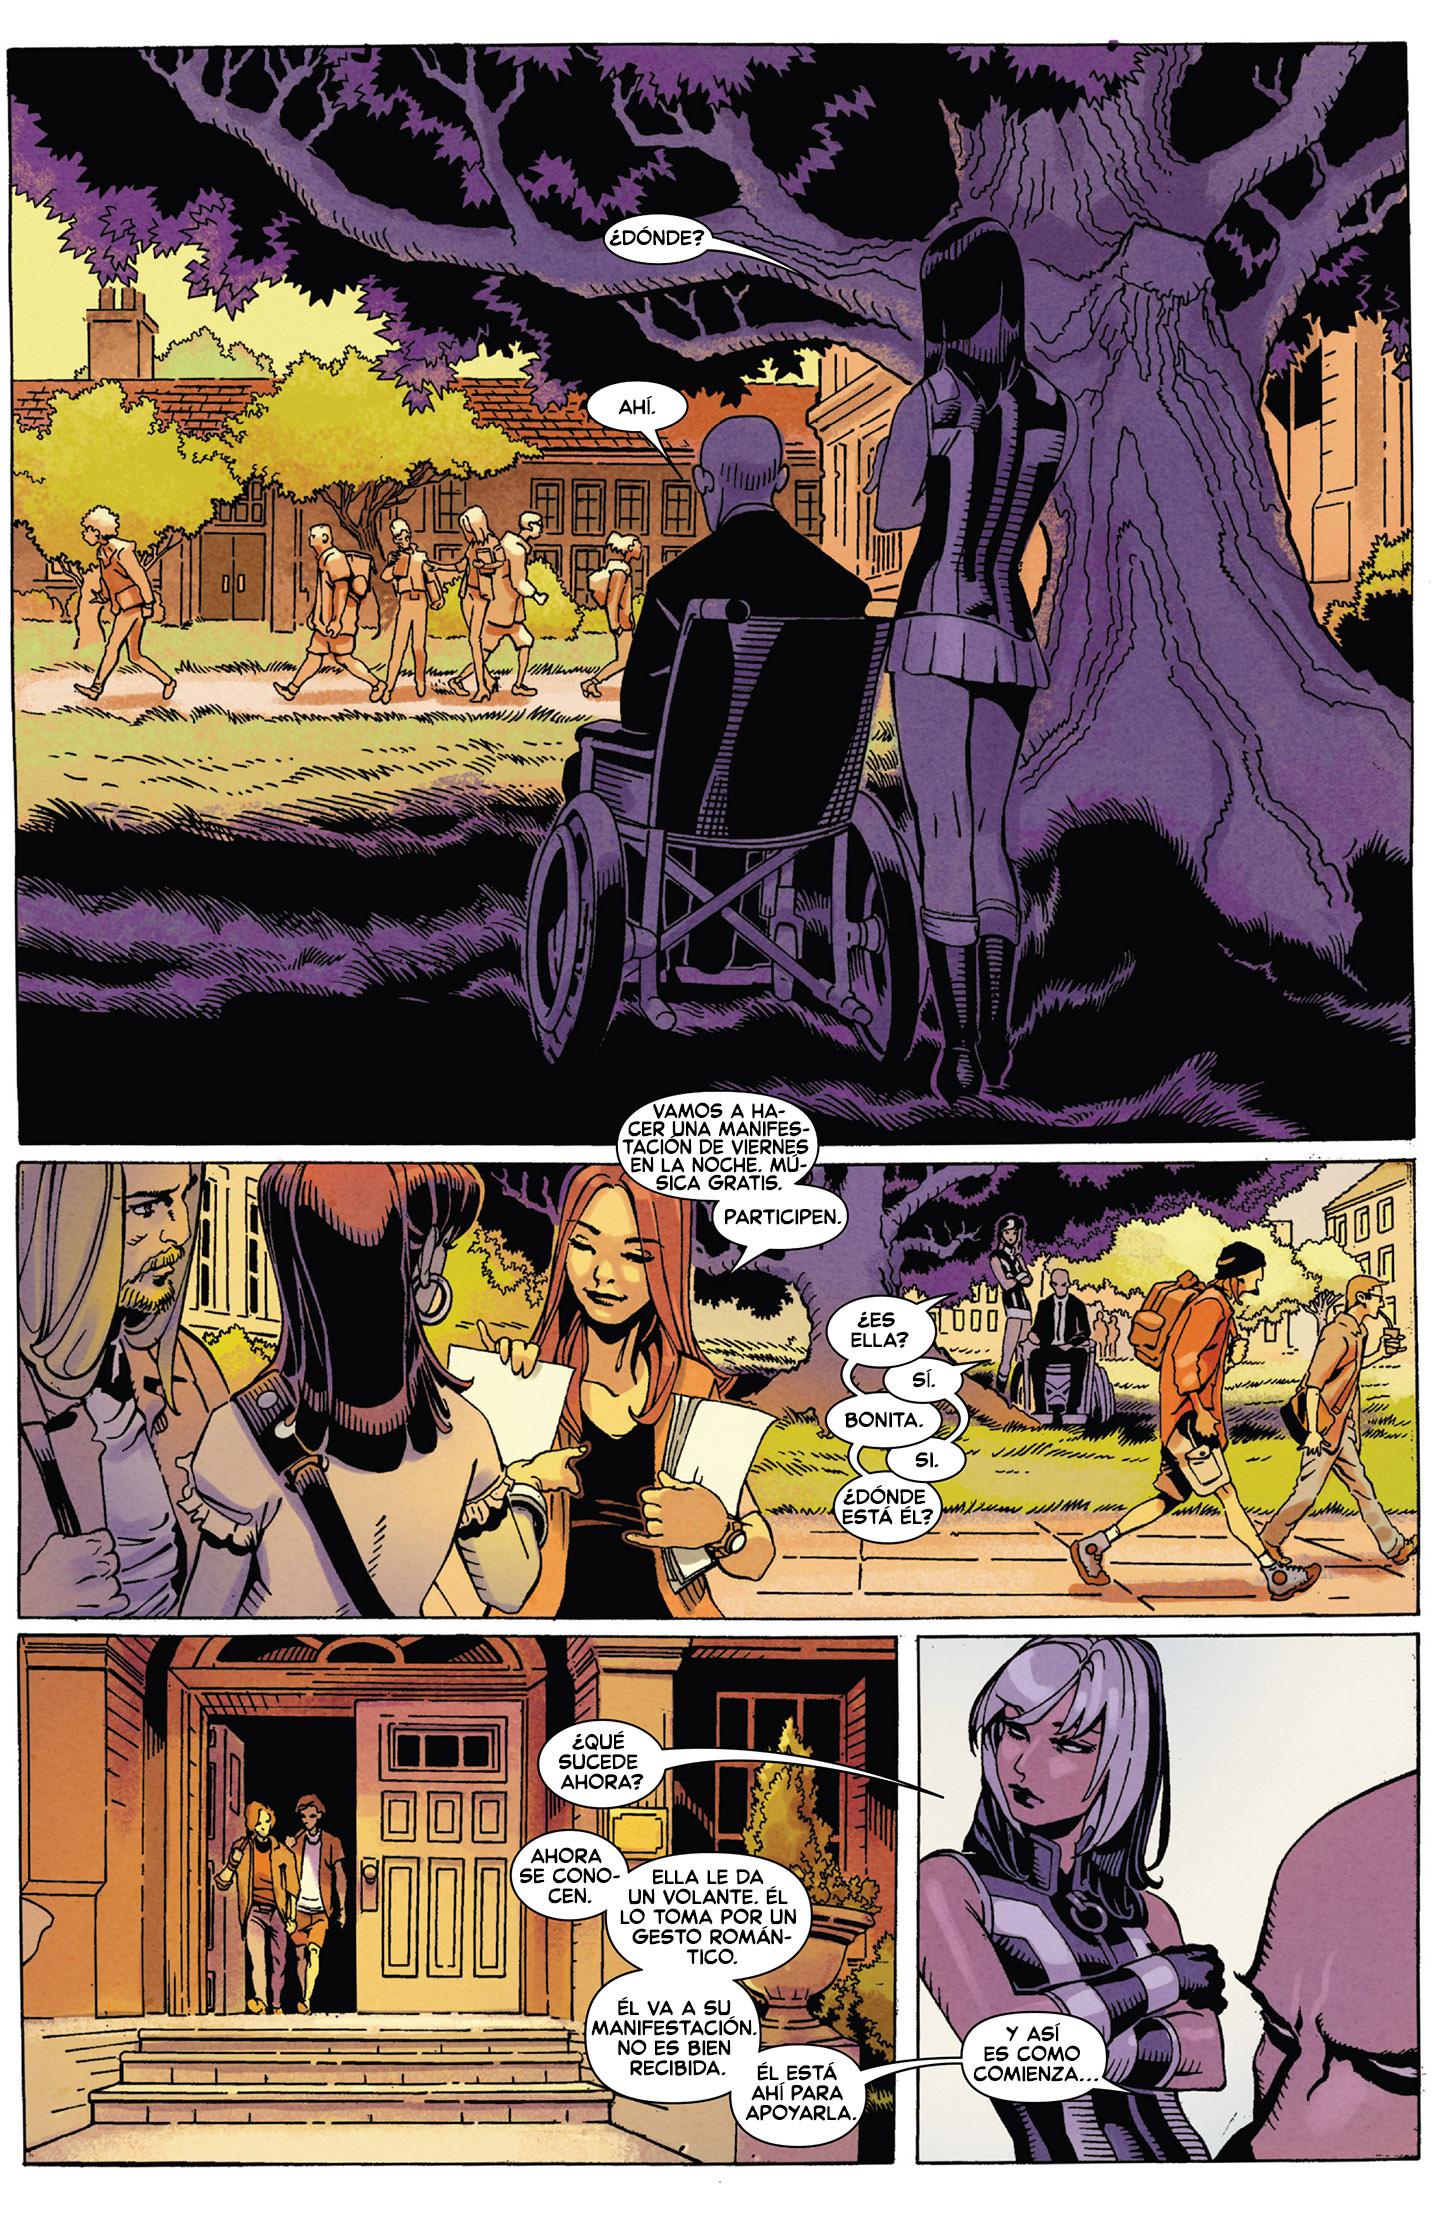 ¿DÓNDE?
AHÍ.
VAMOS A HA-
CER UNA MANIFES-
TACIÓN DE VIERNES
EN LA NOCHE. MÚ-
SICA GRATIS.
PARTICIPEN.
¿ES
ELLA?
SÍ.
BONITA.
SI.
¿DÓNDE
ESTÁ ÉL?
¿QUÉ
SUCEDE
AHORA?
AHORA
SE CONO-
CEN.
ELLA LE DA
UN VOLANTE. ÉL
LO TOMA POR UN
GESTO ROMÁN-
TICO.
ÉL VA A SU
MANIFESTACIÓN.
NO ES BIEN
RECIBIDA.
ÉL ESTÁ
AHÍ PARA
APOYARLA.
Y ASÍ
ES COMO
COMIENZA...